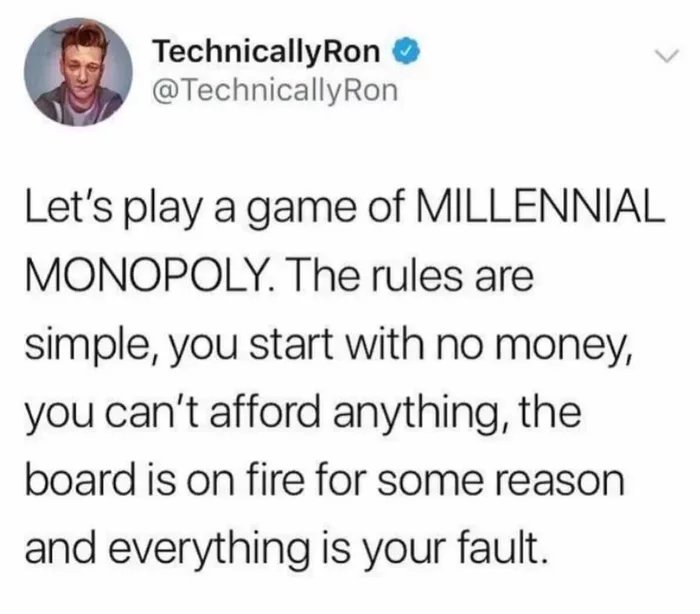 TechnicallyRon
@TechnicallyRon
Let's play a game of MILLENNIAL
MONOPOLY. The rules are
simple, you start with no money,
you can't afford anything, the
board is on fire for some reason
and everything is your fault.